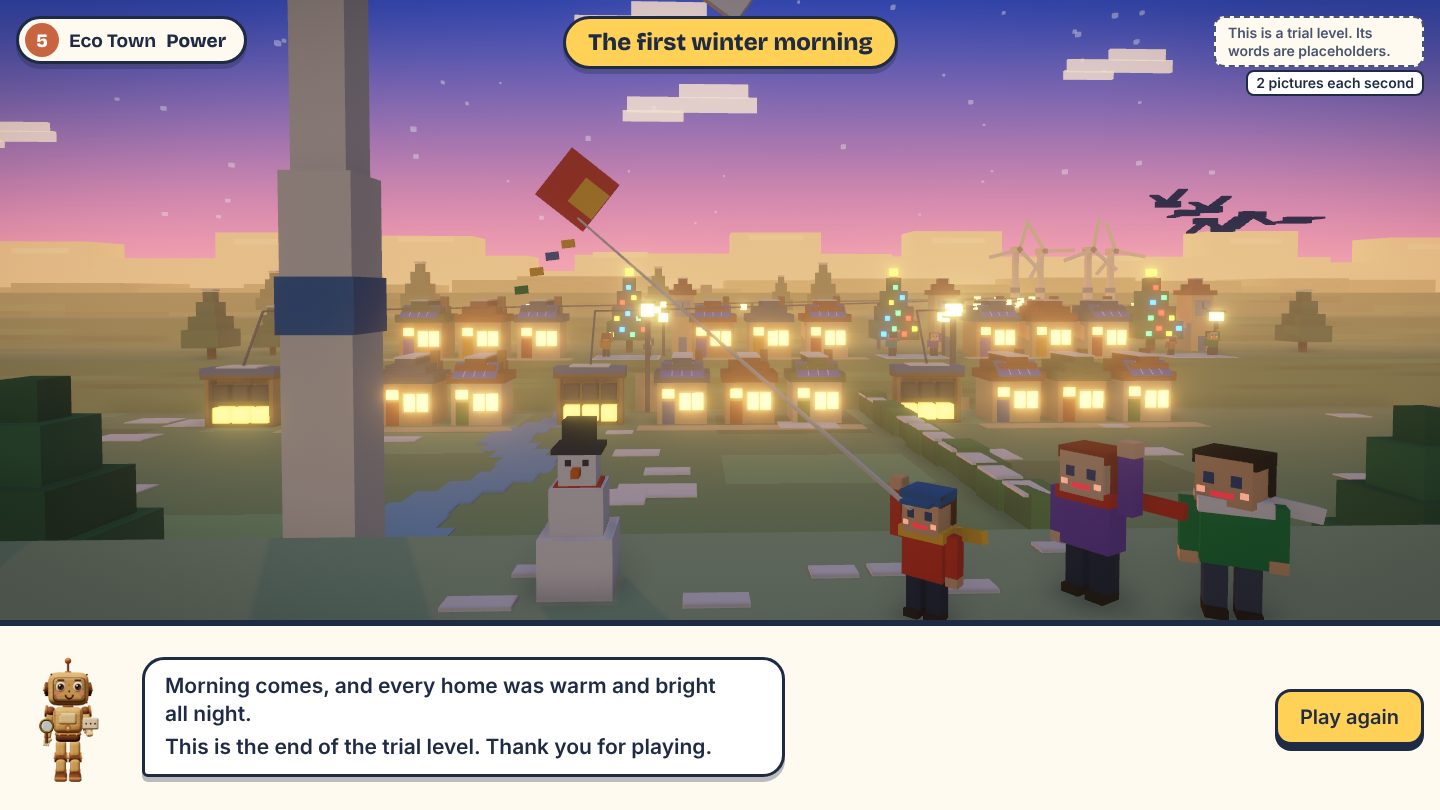 5 Eco Town Power
The first winter morning
This is a trial level. Its
words are placeholders.
2 pictures each second
Morning comes, and every home was warm and bright
all night.
This is the end of the trial level. Thank you for playing.
Play again